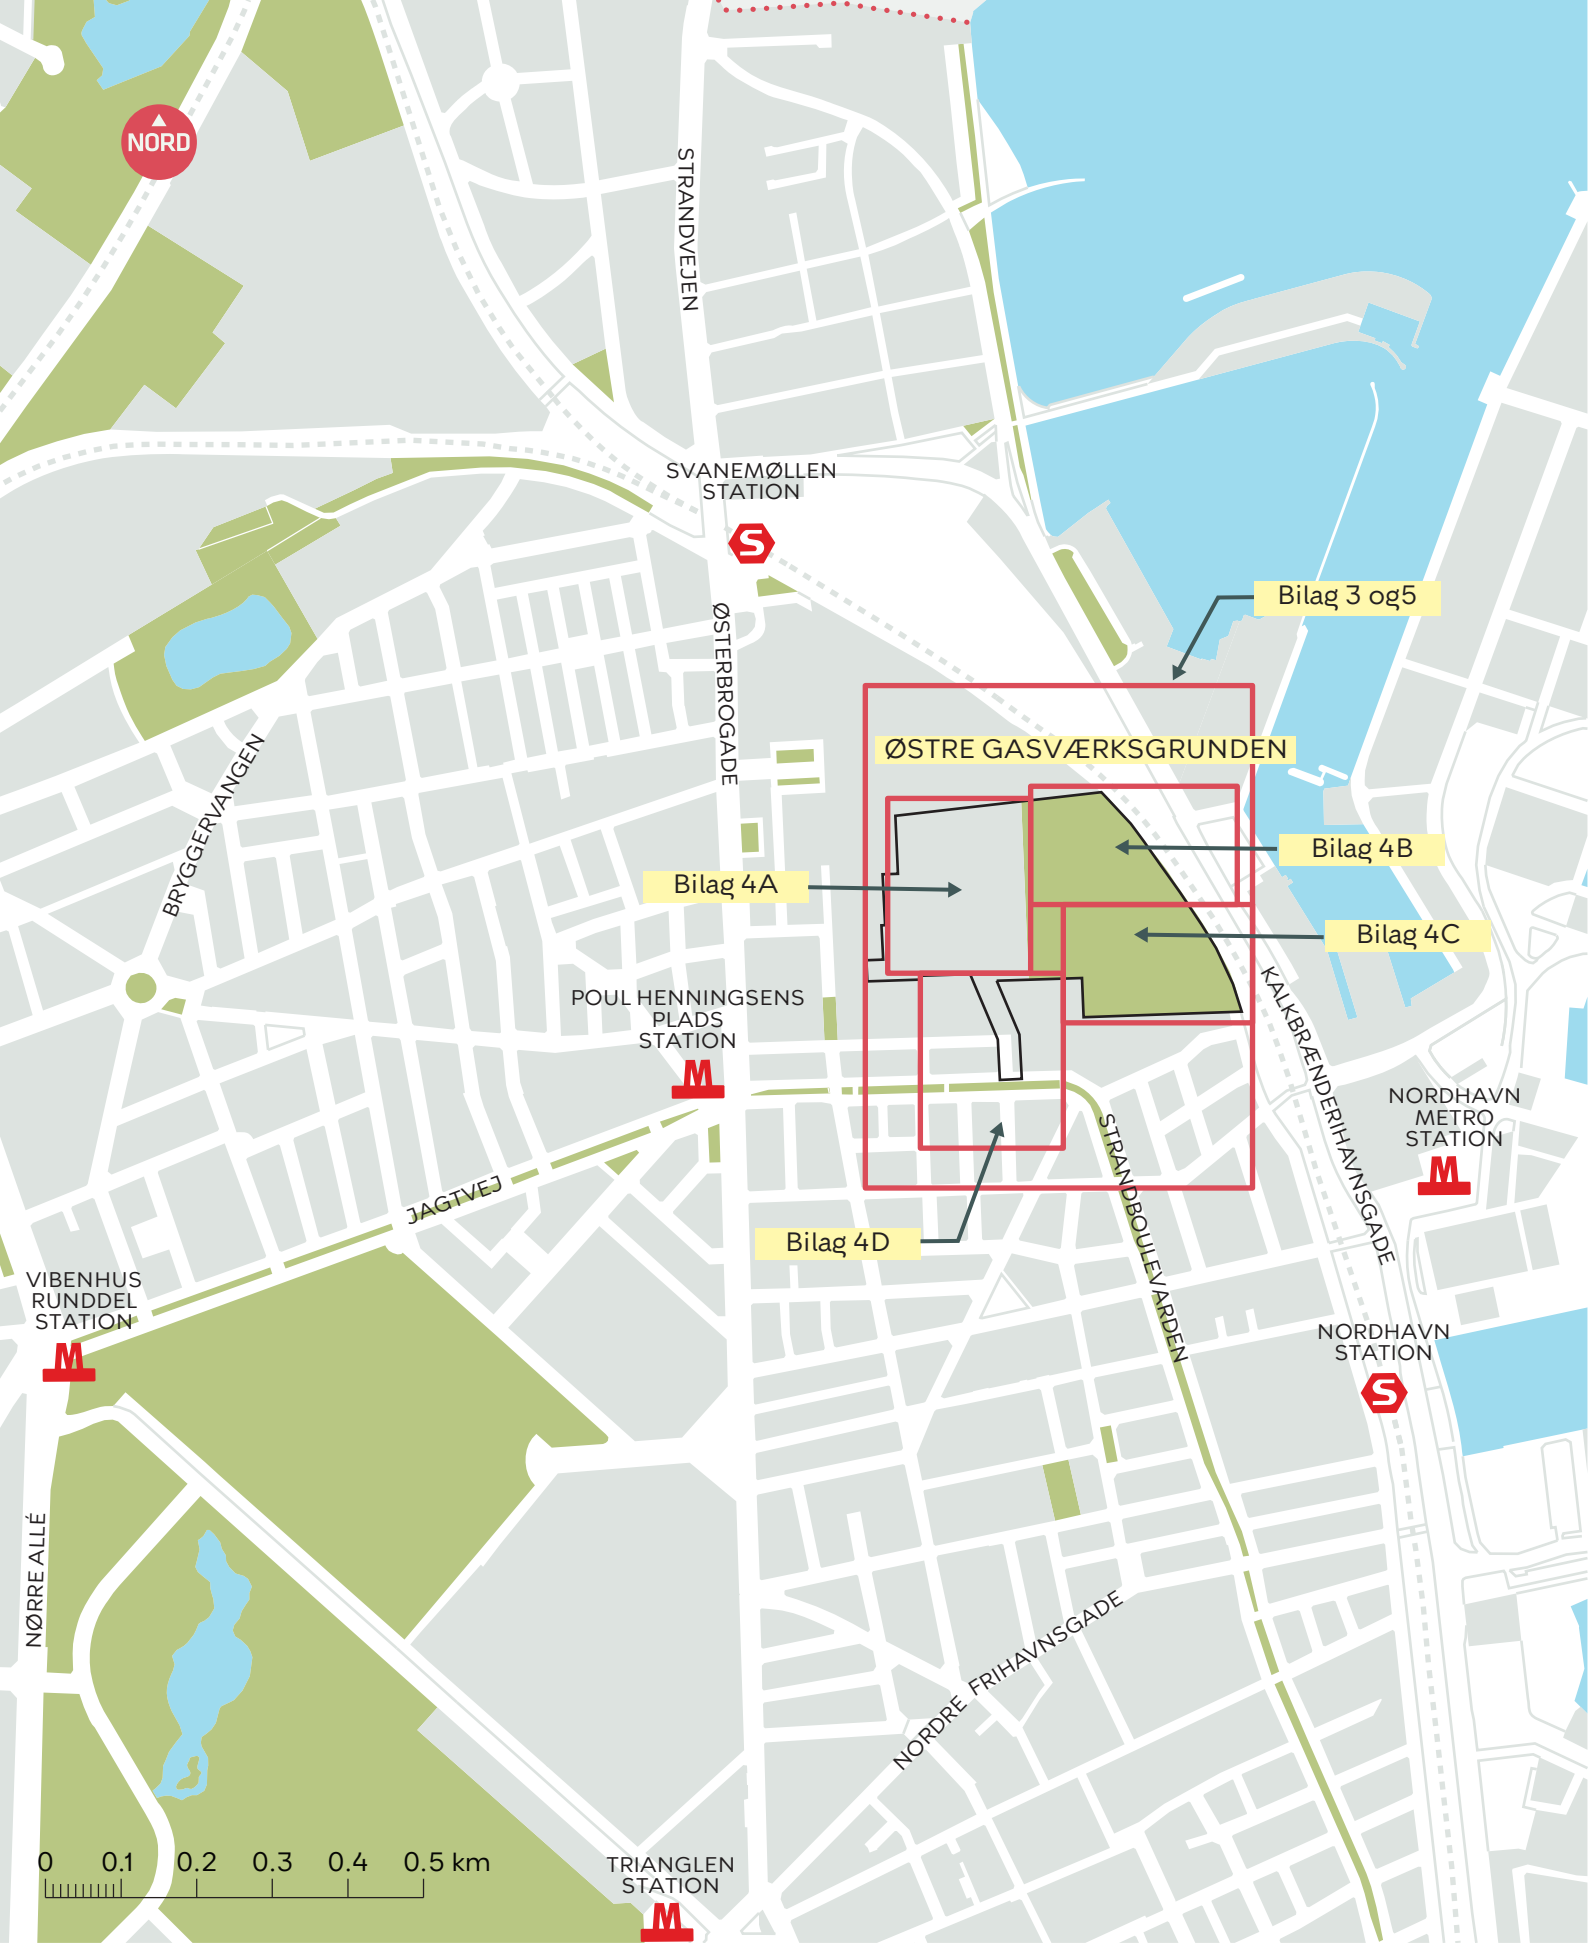 NORD
STRANDVEJEN
SVANEMØLLEN
STATION
S
Bilag 3 og5
ØSTERBROGADE
BRYGGERVANGEN
ØSTRE GASVÆRKSGRUNDEN
Bilag 4B
Bilag 4A
Bilag 4C
POUL HENNINGSENS
PLADS
STATION
M
KALKBRÆNDERIHAVNSGADE
NORDHAVN
METRO
STATION
M
STRANDBOULEVARDEN
JAGTVEJ
Bilag 4D
VIBENHUS
RUNDDEL
STATION
M
NORDHAVN
STATION
S
NØRRE ALLÉ
NORDRE FRIHAVNSGADE
0 0.1 0.2 0.3 0.4 0.5 km
TRIANGLEN
STATION
M